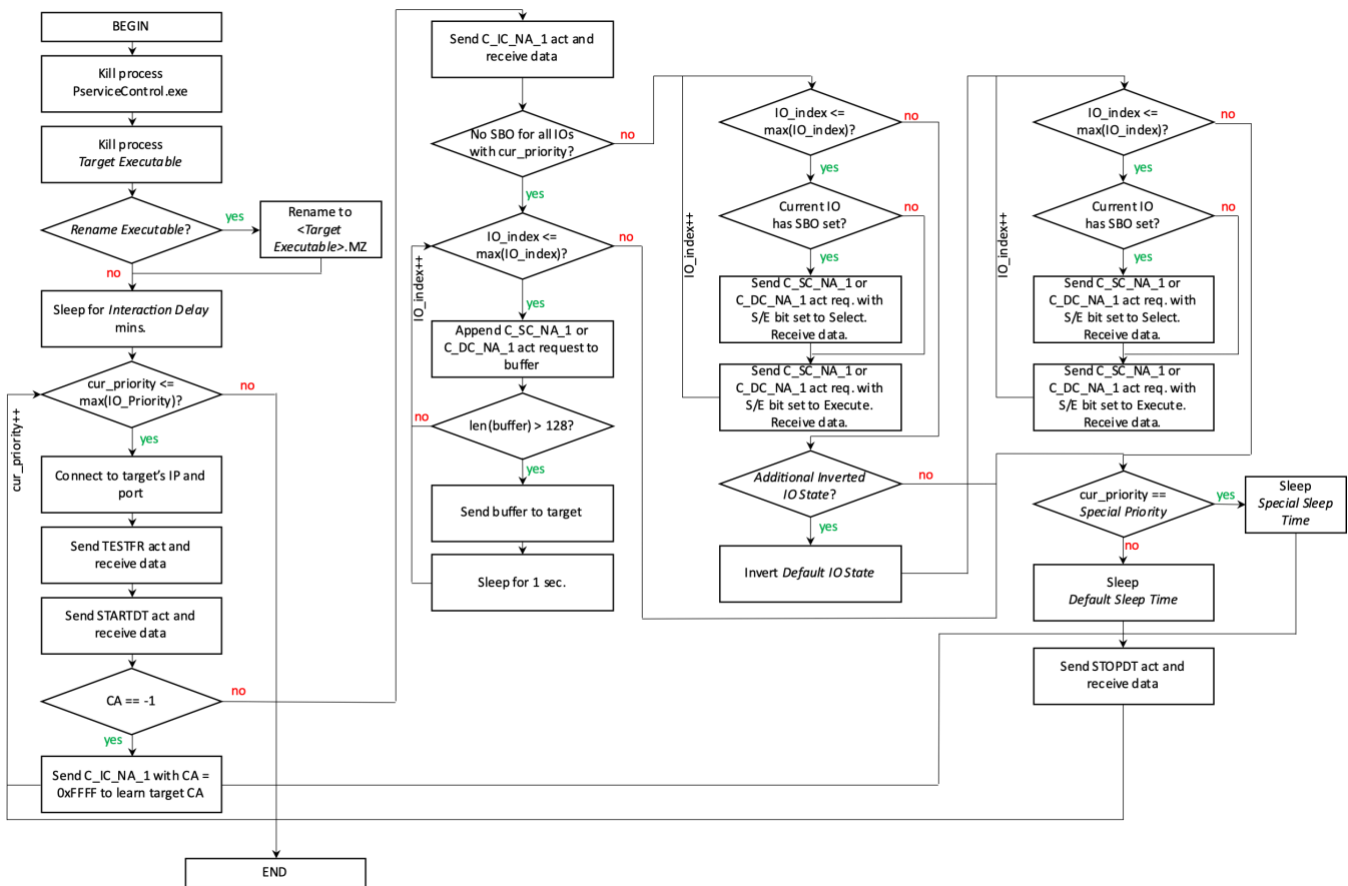 BEGIN
Kill process
PserviceControl.exe
Kill process
Target Executable
Rename Executable?
yes
Rename to
<Target
Executable>.MZ
no
Sleep for Interaction Delay
mins.
cur_priority <=
max(IO_Priority)?
no
yes
cur_priority++
Connect to target's IP and
port
Send TESTFR act and
receive data
Send STARTDT act and
receive data
CA == -1
no
yes
Send C_IC_NA_1 with CA =
0xFFFF to learn target CA
END
Send C_IC_NA_1 act and
receive data
No SBO for all IOs
with cur_priority?
no
yes
IO_index <=
max(IO_index)?
no
IO_index++
yes
Append C_SC_NA_1 or
C_DC_NA_1 act request to
buffer
len(buffer) > 128?
no
yes
Send buffer to target
Sleep for 1 sec.
IO_index <=
max(IO_index)?
no
yes
Current IO
has SBO set?
no
IO_index++
yes
Send C_SC_NA_1 or
C_DC_NA_1 act req. with
S/E bit set to Select.
Receive data.
Send C_SC_NA_1 or
C_DC_NA_1 act req. with
S/E bit set to Execute.
Receive data.
Additional Inverted
IO State?
no
yes
Invert Default IO State
IO_index <=
max(IO_index)?
no
yes
Current IO
has SBO set?
no
IO_index++
yes
Send C_SC_NA_1 or
C_DC_NA_1 act req. with
S/E bit set to Select.
Receive data.
Send C_SC_NA_1 or
C_DC_NA_1 act req. with
S/E bit set to Execute.
Receive data.
cur_priority ==
Special Priority
yes
Sleep
Special Sleep
Time
no
Sleep
Default Sleep Time
Send STOPDT act and
receive data